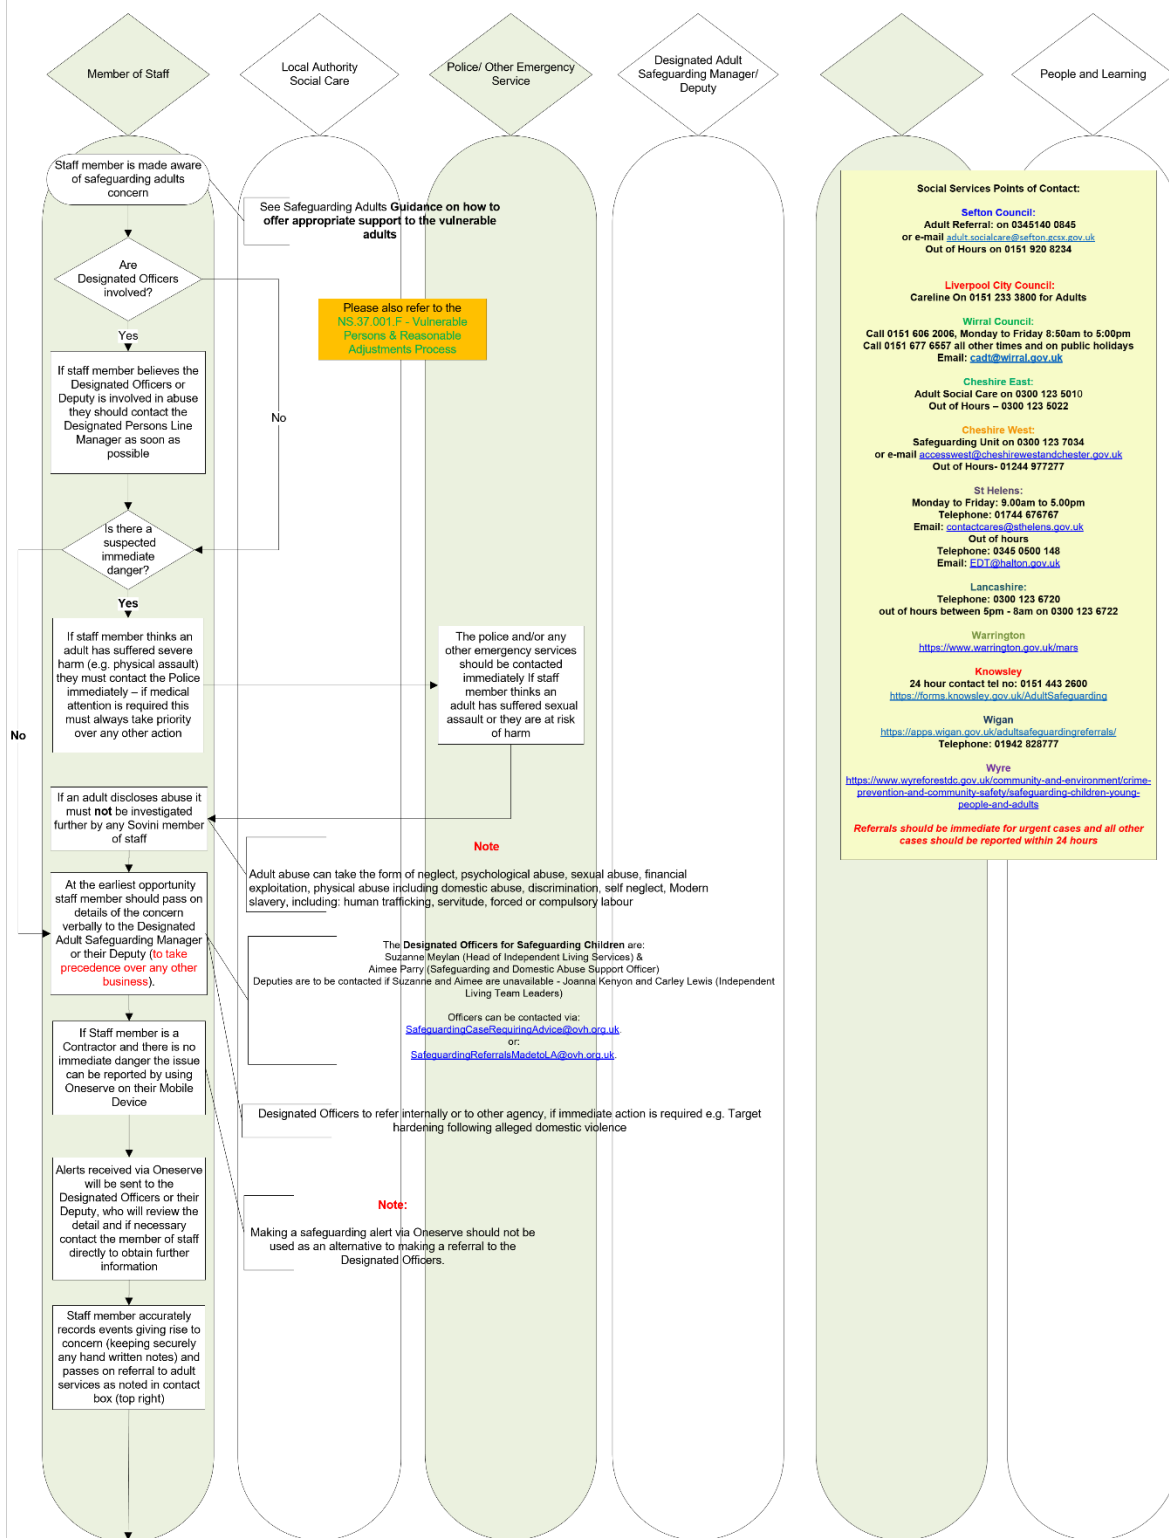 Member of Staff
Local Authority
Social Care
Police/ Other Emergency
Service
Designated Adult
Safeguarding Manager/
Deputy
People and Learning
Staff member is made aware
of safeguarding adults
concern
See Safeguarding Adults Guidance on how to
offer appropriate support to the vulnerable
adults
Are
Designated Officers
involved?
Yes
No
Please also refer to the
NS.37.001.F - Vulnerable
Persons & Reasonable
Adjustments Process
If staff member believes the
Designated Officers or
Deputy is involved in abuse
they should contact the
Designated Persons Line
Manager as soon as
possible
Is there a
suspected
immediate
danger?
Yes
No
If staff member thinks an
adult has suffered severe
harm (e.g. physical assault)
they must contact the Police
immediately – if medical
attention is required this
must always take priority
over any other action
The police and/or any
other emergency services
should be contacted
immediately If staff
member thinks an
adult has suffered sexual
assault or they are at risk
of harm
If an adult discloses abuse it
must not be investigated
further by any Sovini member
of staff
Note
Adult abuse can take the form of neglect, psychological abuse, sexual abuse, financial
exploitation, physical abuse including domestic abuse, discrimination, self neglect, Modern
slavery, including: human trafficking, servitude, forced or compulsory labour
At the earliest opportunity
staff member should pass on
details of the concern
verbally to the Designated
Adult Safeguarding Manager
or their Deputy (to take
precedence over any other
business).
The Designated Officers for Safeguarding Children are:
Suzanne Meylan (Head of Independent Living Services) &
Aimee Parry (Safeguarding and Domestic Abuse Support Officer)
Deputies are to be contacted if Suzanne and Aimee are unavailable - Joanna Kenyon and Carley Lewis (Independent
Living Team Leaders)
Officers can be contacted via:
SafeguardingCaseRequiringAdvice@ovh.org.uk.
or:
SafeguardingReferralsMadetoLA@ovh.org.uk.
If Staff member is a
Contractor and there is no
immediate danger the issue
can be reported by using
Oneserve on their Mobile
Device
Designated Officers to refer internally or to other agency, if immediate action is required e.g. Target
hardening following alleged domestic violence
Alerts received via Oneserve
will be sent to the
Designated Officers or their
Deputy, who will review the
detail and if necessary
contact the member of staff
directly to obtain further
information
Note:
Making a safeguarding alert via Oneserve should not be
used as an alternative to making a referral to the
Designated Officers.
Staff member accurately
records events giving rise to
concern (keeping securely
any hand written notes) and
passes on referral to adult
services as noted in contact
box (top right)
Social Services Points of Contact:
Sefton Council:
Adult Referral: on 0345140 0845
or e-mail adult.socialcare@sefton.gcsx.gov.uk
Out of Hours on 0151 920 8234
Liverpool City Council:
Careline On 0151 233 3800 for Adults
Wirral Council:
Call 0151 606 2006, Monday to Friday 8:50am to 5:00pm
Call 0151 677 6557 all other times and on public holidays
Email: cadt@wirral.gov.uk
Cheshire East:
Adult Social Care on 0300 123 5010
Out of Hours – 0300 123 5022
Cheshire West:
Safeguarding Unit on 0300 123 7034
or e-mail accesswest@cheshirewestandchester.gov.uk
Out of Hours- 01244 977277
St Helens:
Monday to Friday: 9.00am to 5.00pm
Telephone: 01744 676767
Email: contactcares@sthelens.gov.uk
Out of hours
Telephone: 0345 0500 148
Email: EDT@halton.gov.uk
Lancashire:
Telephone: 0300 123 6720
out of hours between 5pm - 8am on 0300 123 6722
Warrington
https://www.warrington.gov.uk/mars
Knowsley
24 hour contact tel no: 0151 443 2600
https://forms.knowsley.gov.uk/AdultSafeguarding
Wigan
https://apps.wigan.gov.uk/adultsafeguardingreferrals/
Telephone: 01942 828777
Wyre
https://www.wyreforestdc.gov.uk/community-and-environment/crime-
prevention-and-community-safety/safeguarding-children-young-
people-and-adults
Referrals should be immediate for urgent cases and all other
cases should be reported within 24 hours